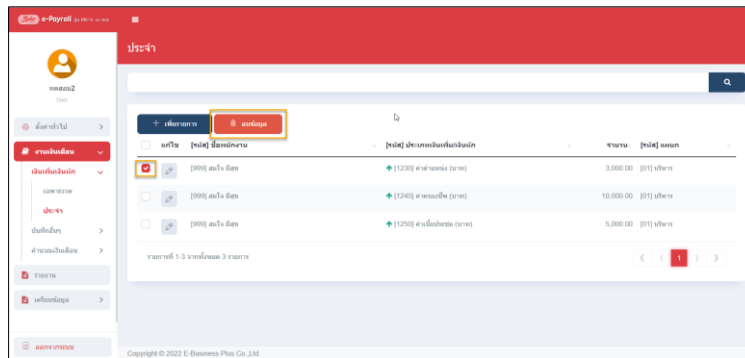 e-Payroll
ประจำ
ทดสอบ2
User
ตั้งค่าทั่วไป
งานเงินเดือน
เงินเพิ่มเงินหัก
เฉพาะงวด
ประจำ
บันทึกอื่นๆ
คำนวณเงินเดือน
รายงาน
เตรียมข้อมูล
ออกจากระบบ
+ เพิ่มรายการ ลบข้อมูล
แก้ไข [รหัส] ชื่อพนักงาน [รหัส] ประเภทเงินเพิ่ม/เงินหัก จำนวน [รหัส] แผนก
[999] สมใจ มีสุข [1230] ค่าตำแหน่ง (บาท) 3,000.00 [01] บริหาร
[999] สมใจ มีสุข [1240] ค่าครองชีพ (บาท) 10,000.00 [01] บริหาร
[999] สมใจ มีสุข [1250] ค่าเบี้ยประชุม (บาท) 5,000.00 [01] บริหาร
รายการที่ 1-3 จากทั้งหมด 3 รายการ
1
Copyright © 2022 E-Business Plus Co.,Ltd.